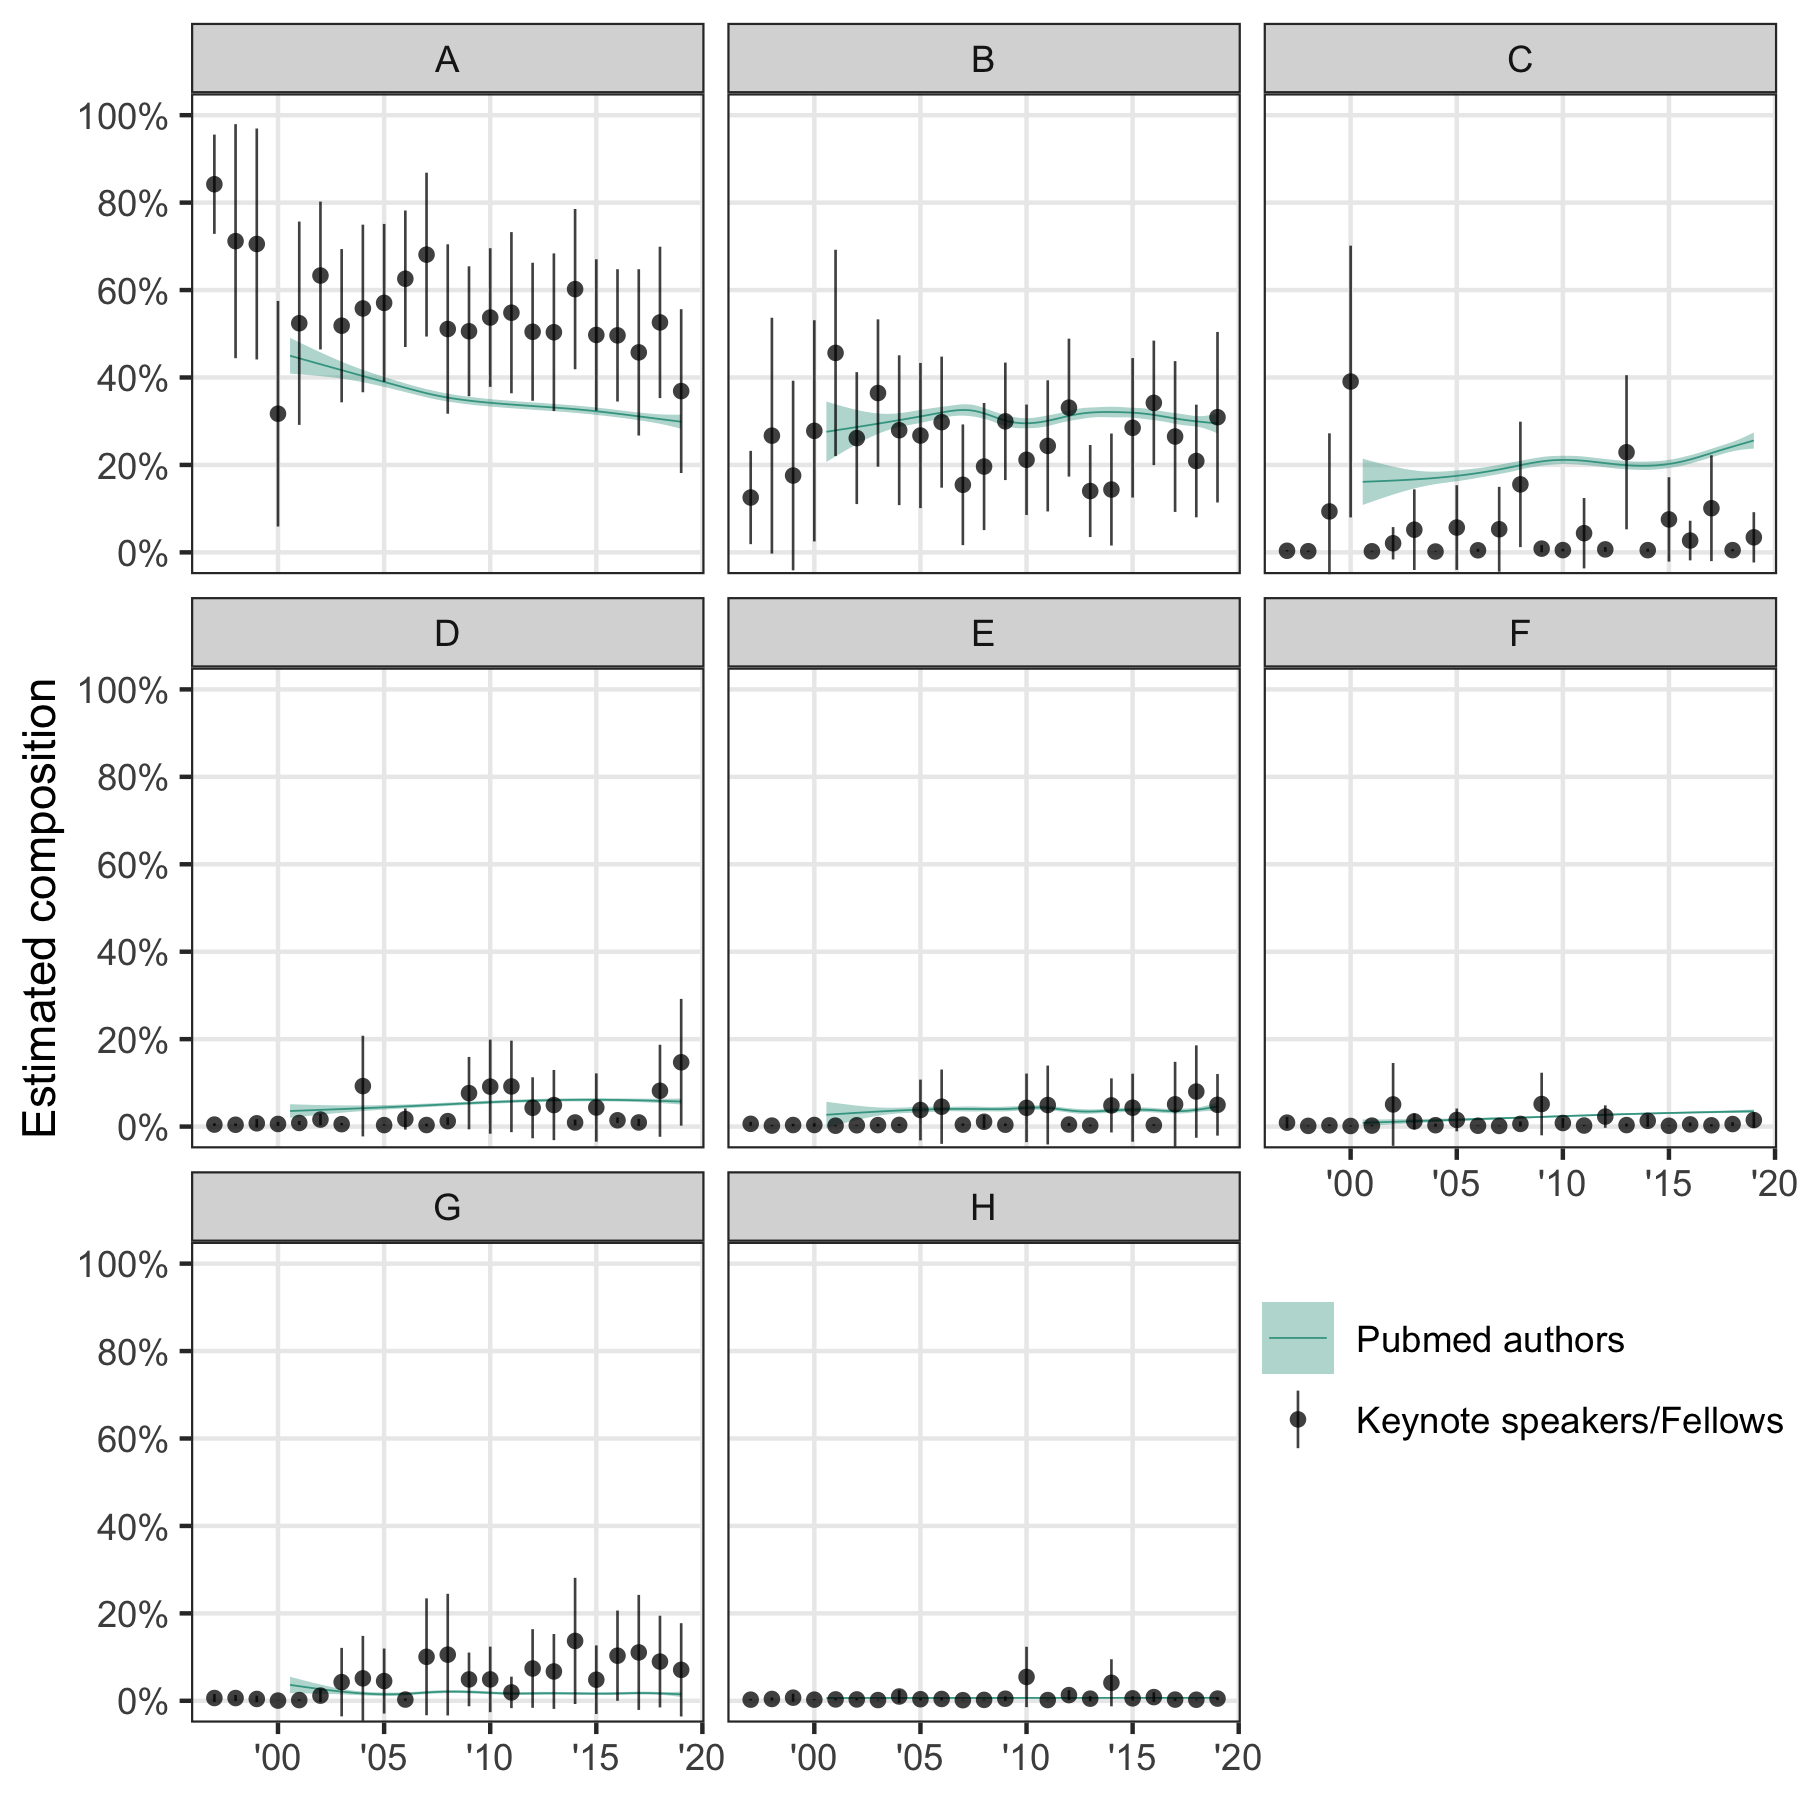 A B C
100%
80%
60%
40%
20%
0%
D E F
100%
80%
60%
40%
20%
0%
'00 '05 '10 '15 '20
Estimated composition
G H
100%
80%
60%
40%
20%
0%
'00 '05 '10 '15 '20 '00 '05 '10 '15 '20
Pubmed authors
Keynote speakers/Fellows